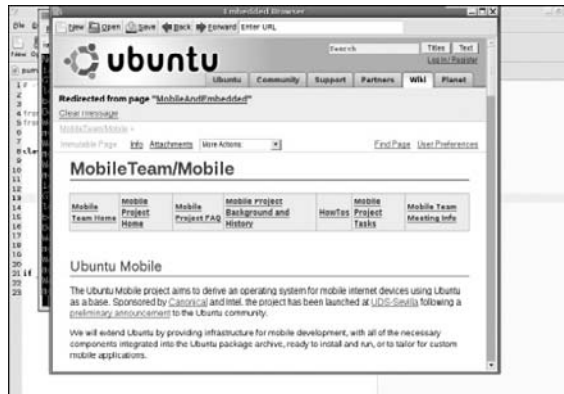 Embedded Browser
New Open Save Back Forward Enter URL
ubuntu
Search Titles Text
Log In / Register
Ubuntu Community Support Partners Wiki Planet
Redirected from page "MobileAndEmbedded"
Clear message
MobileTeam/Mobile
Immutable Page Info Attachments More Actions: Find Page User Preferences
MobileTeam/Mobile
Mobile Team Home
Mobile Project Home
Mobile Project FAQ
Mobile Project Background and History
HowTos
Mobile Project Tasks
Mobile Team Meeting Info
Ubuntu Mobile
The Ubuntu Mobile project aims to derive an operating system for mobile internet devices using Ubuntu
as a base. Sponsored by Canonical and Intel, the project has been launched at UDS-Sevilla following a
preliminary announcement to the Ubuntu community.
We will extend Ubuntu by providing infrastructure for mobile development, with all of the necessary
components integrated into the Ubuntu package archive, ready to install and run, or to tailor for custom
mobile applications.